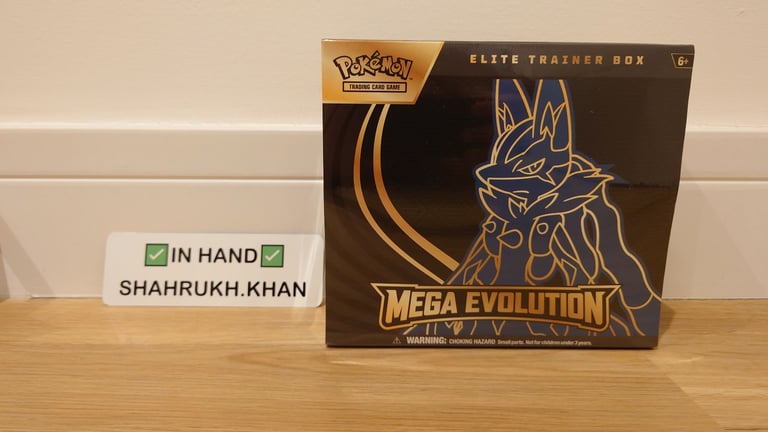 ✅IN HAND✅
SHAHRUKH.KHAN
POKéMON
TRADING CARD GAME
ELITE TRAINER BOX
6+
MEGA EVOLUTION
⚠ WARNING: CHOKING HAZARD Small parts. Not for children under 3 years.